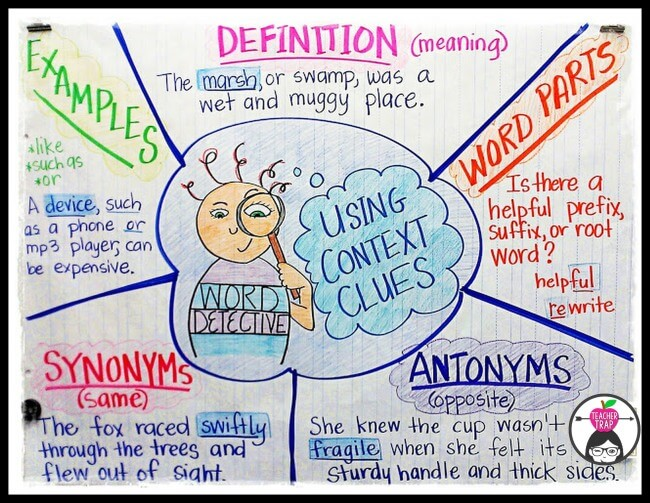 DEFINITION (meaning)
The marsh, or swamp, was a
wet and muggy place.
EXAMPLES
*like
*such as
*or
A device, such
as a phone or
mp3 player, can
be expensive.
WORD PARTS
Is there a
helpful prefix,
suffix, or root
word?
helpful
rewrite
USING
CONTEXT
CLUES
WORD
DETECTIVE
SYNONYMS
(same)
The fox raced swiftly
through the trees and
flew out of sight.
ANTONYMS
(opposite)
She knew the cup wasn't
fragile when she felt its
sturdy handle and thick sides.
TEACHER
TRAP